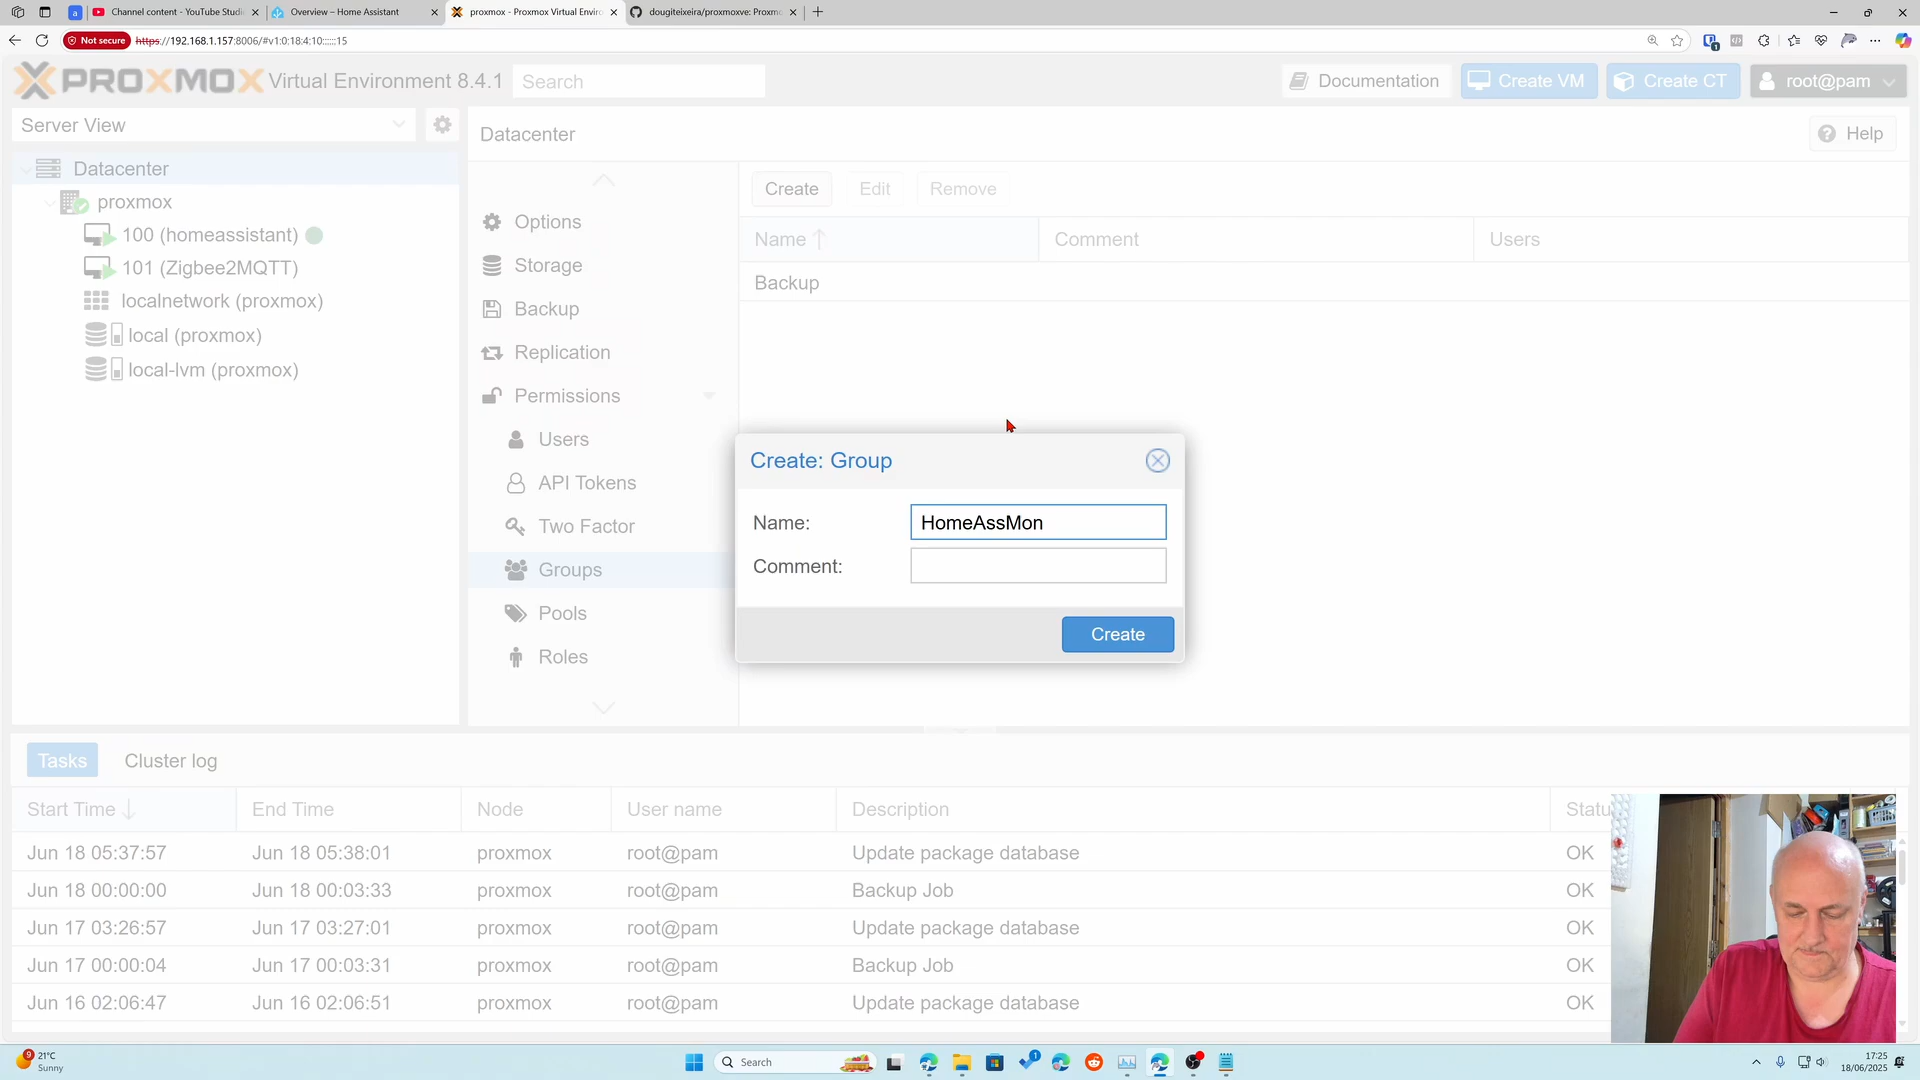 Channel content - YouTube Studi
Overview – Home Assistant
proxmox - Proxmox Virtual Enviro
dougiteixeira/proxmoxve: Proxmo
Not secure
https://192.168.1.157:8006/#v1:0:18:4:10::::::15
PROXMOX Virtual Environment 8.4.1
Search
Documentation
Create VM
Create CT
root@pam
Server View
Datacenter
proxmox
100 (homeassistant)
101 (Zigbee2MQTT)
localnetwork (proxmox)
local (proxmox)
local-lvm (proxmox)
Datacenter
Help
Options
Storage
Backup
Replication
Permissions
Users
API Tokens
Two Factor
Groups
Pools
Roles
Create Edit Remove
Name Comment Users
Backup
Create: Group
Name: HomeAssMon
Comment:
Create
Tasks Cluster log
Start Time End Time Node User name Description Statu
Jun 18 05:37:57 Jun 18 05:38:01 proxmox root@pam Update package database OK
Jun 18 00:00:00 Jun 18 00:03:33 proxmox root@pam Backup Job OK
Jun 17 03:26:57 Jun 17 03:27:01 proxmox root@pam Update package database OK
Jun 17 00:00:04 Jun 17 00:03:31 proxmox root@pam Backup Job OK
Jun 16 02:06:47 Jun 16 02:06:51 proxmox root@pam Update package database OK
9
21°C
Sunny
Search
1
17:25
18/06/2025